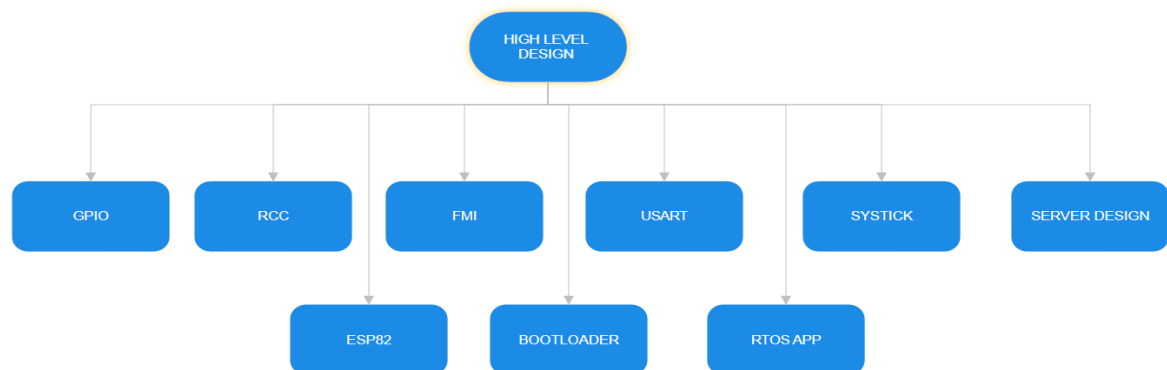 HIGH LEVEL
DESIGN
GPIO
RCC
FMI
USART
SYSTICK
SERVER DESIGN
ESP82
BOOTLOADER
RTOS APP